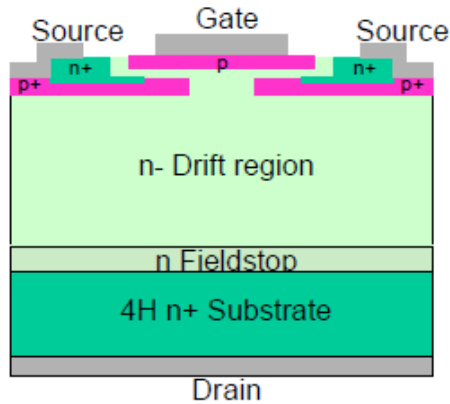 Source Gate Source
n+ p n+
p+ p+
n- Drift region
n Fieldstop
4H n+ Substrate
Drain